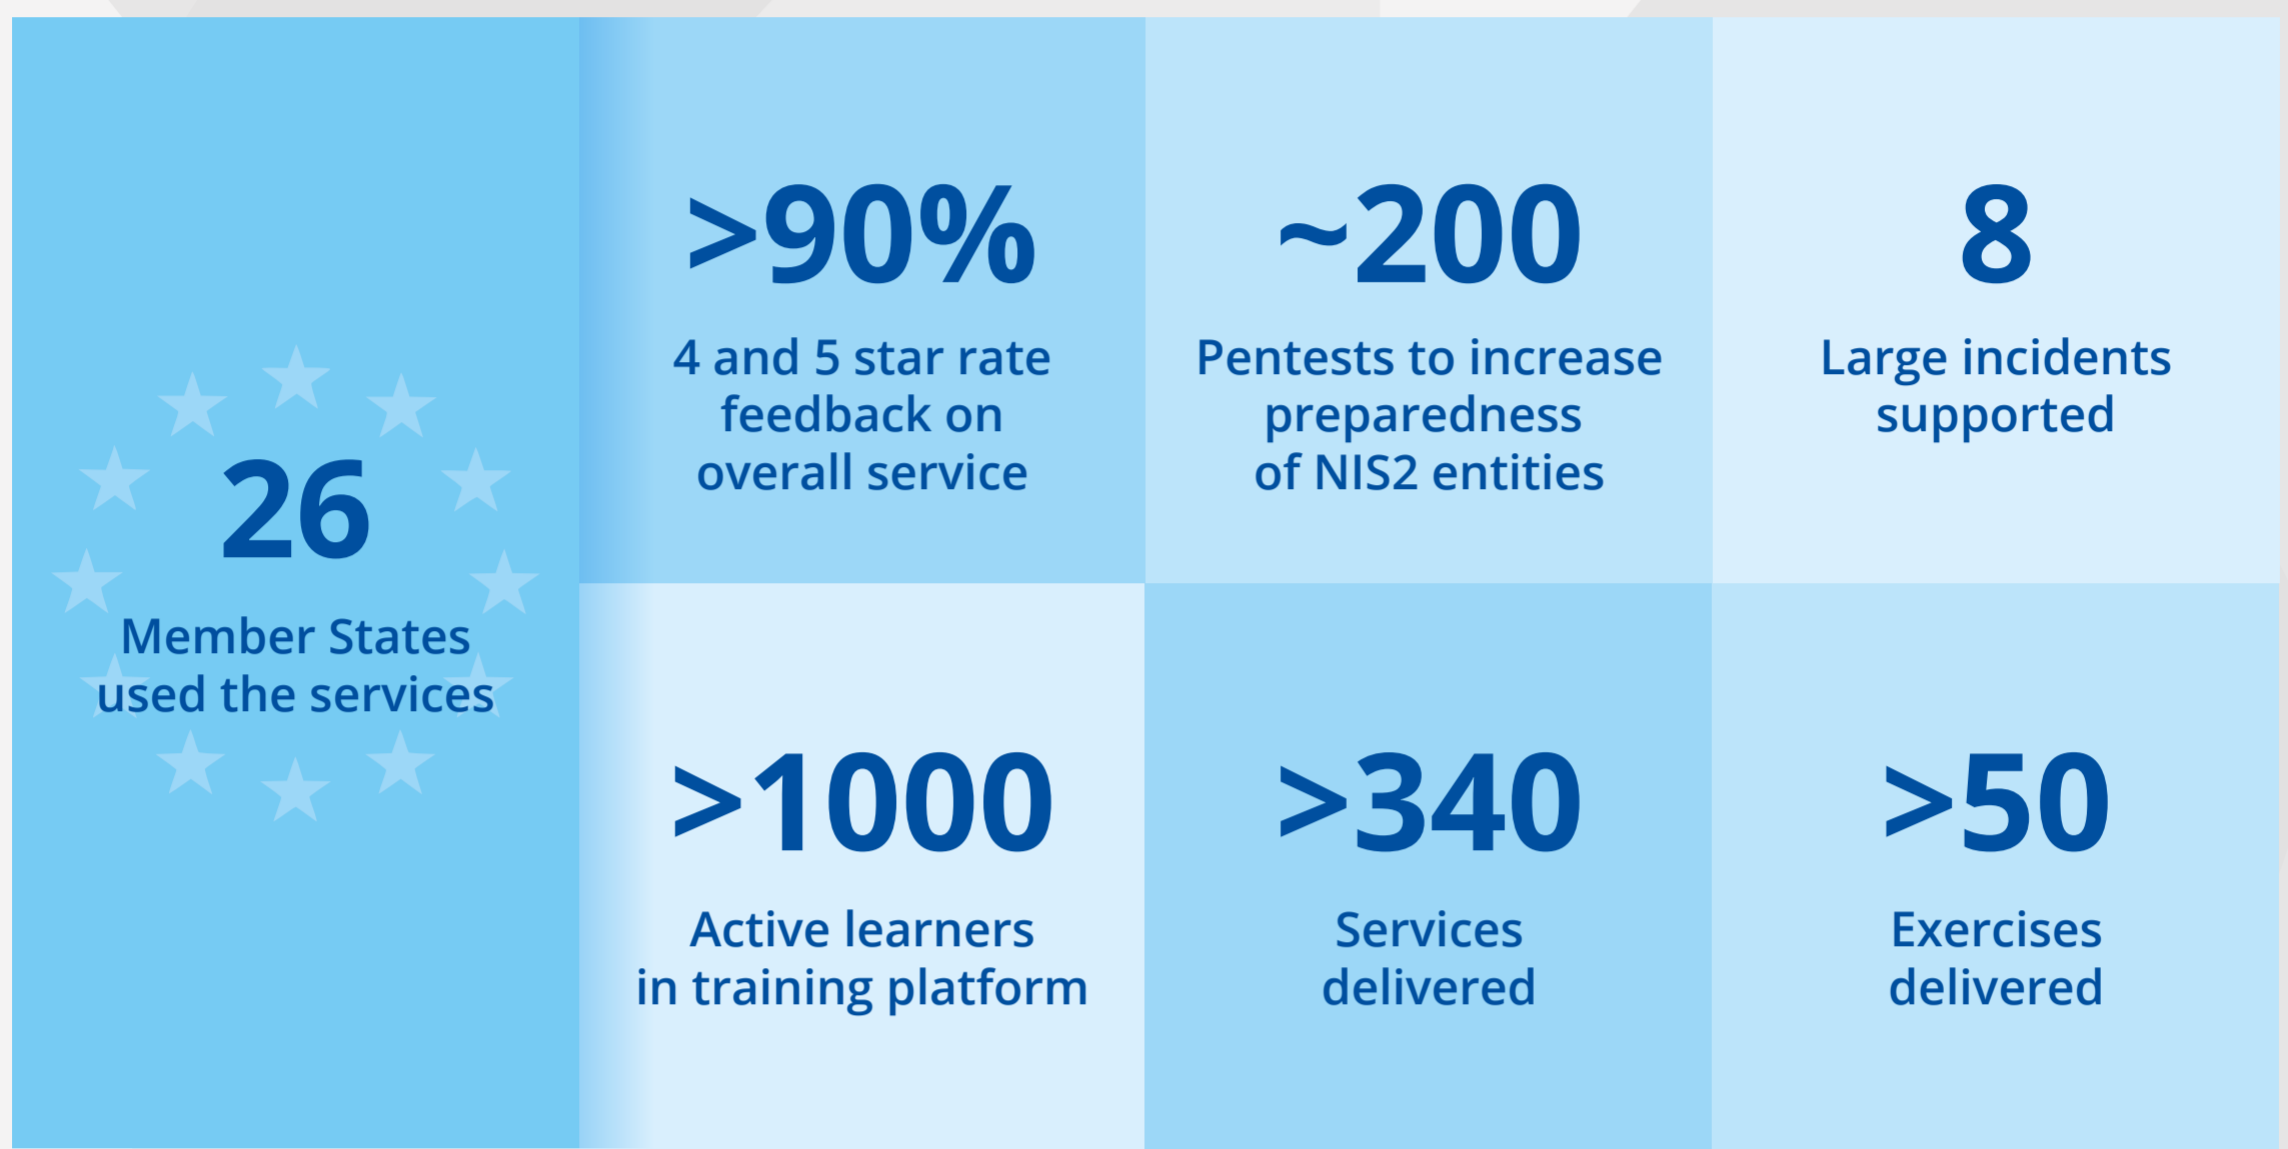 26
Member States
used the services
>90%
4 and 5 star rate
feedback on
overall service
~200
Pentests to increase
preparedness
of NIS2 entities
8
Large incidents
supported
>1000
Active learners
in training platform
>340
Services
delivered
>50
Exercises
delivered